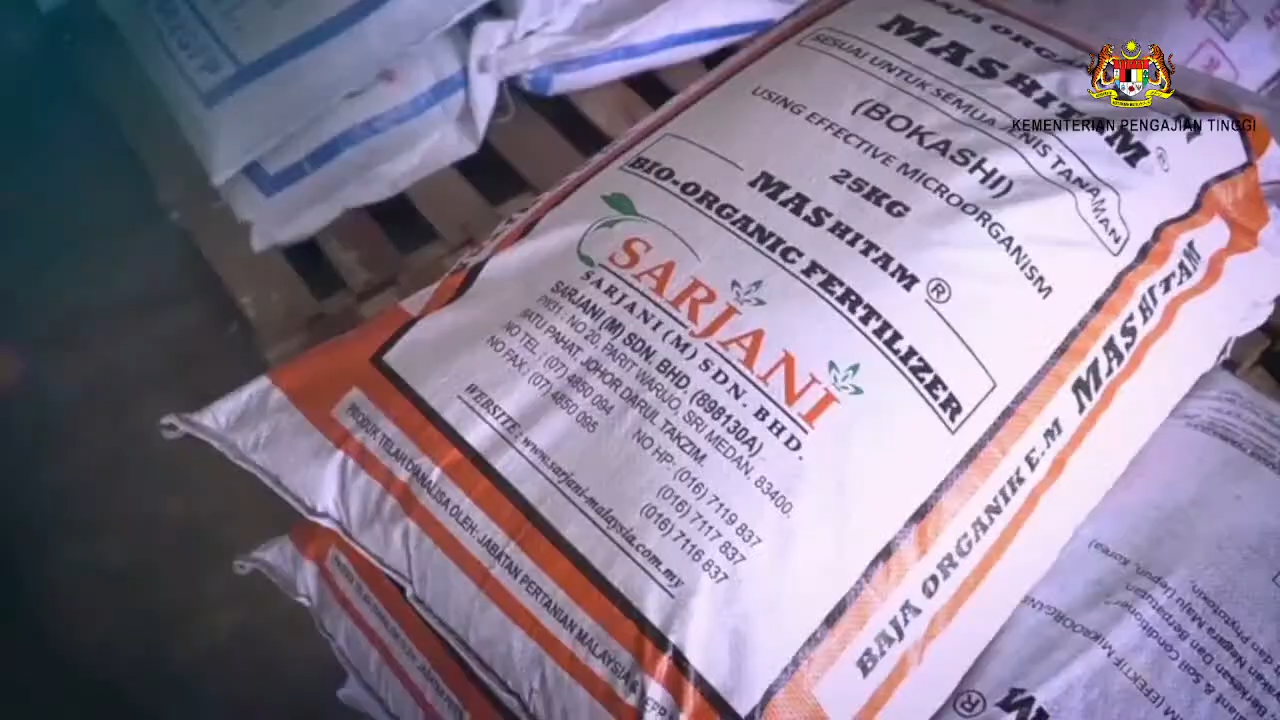 KEMENTERIAN PENGAJIAN TINGGI
BAJA ORGANIK
MASHITAM ®
SESUAI UNTUK SEMUA JENIS TANAMAN
(BOKASHI)
25KG
USING EFFECTIVE MICROORGANISM
MASHITAM ®
BIO-ORGANIC FERTILIZER
SARJANI
SARJANI (M) SDN. BHD.
SARJANI (M) SDN. BHD. (898130A)
NO 20, PARIT WARIJO, SRI MEDAN, 83400.
BATU PAHAT, JOHOR DARUL TAKZIM.
NO TEL : (07) 4850 094
NO FAX: (07) 4850 095
NO HP: (016) 7119 837
(016) 7117 837
(016) 7116 837
WEBSITE : www.sarjani-malaysia.com.my
PRODUK TELAH DIANALISA OLEH: JABATAN PERTANIAN MALAYSIA
BAJA ORGANIK E.M MASHITAM